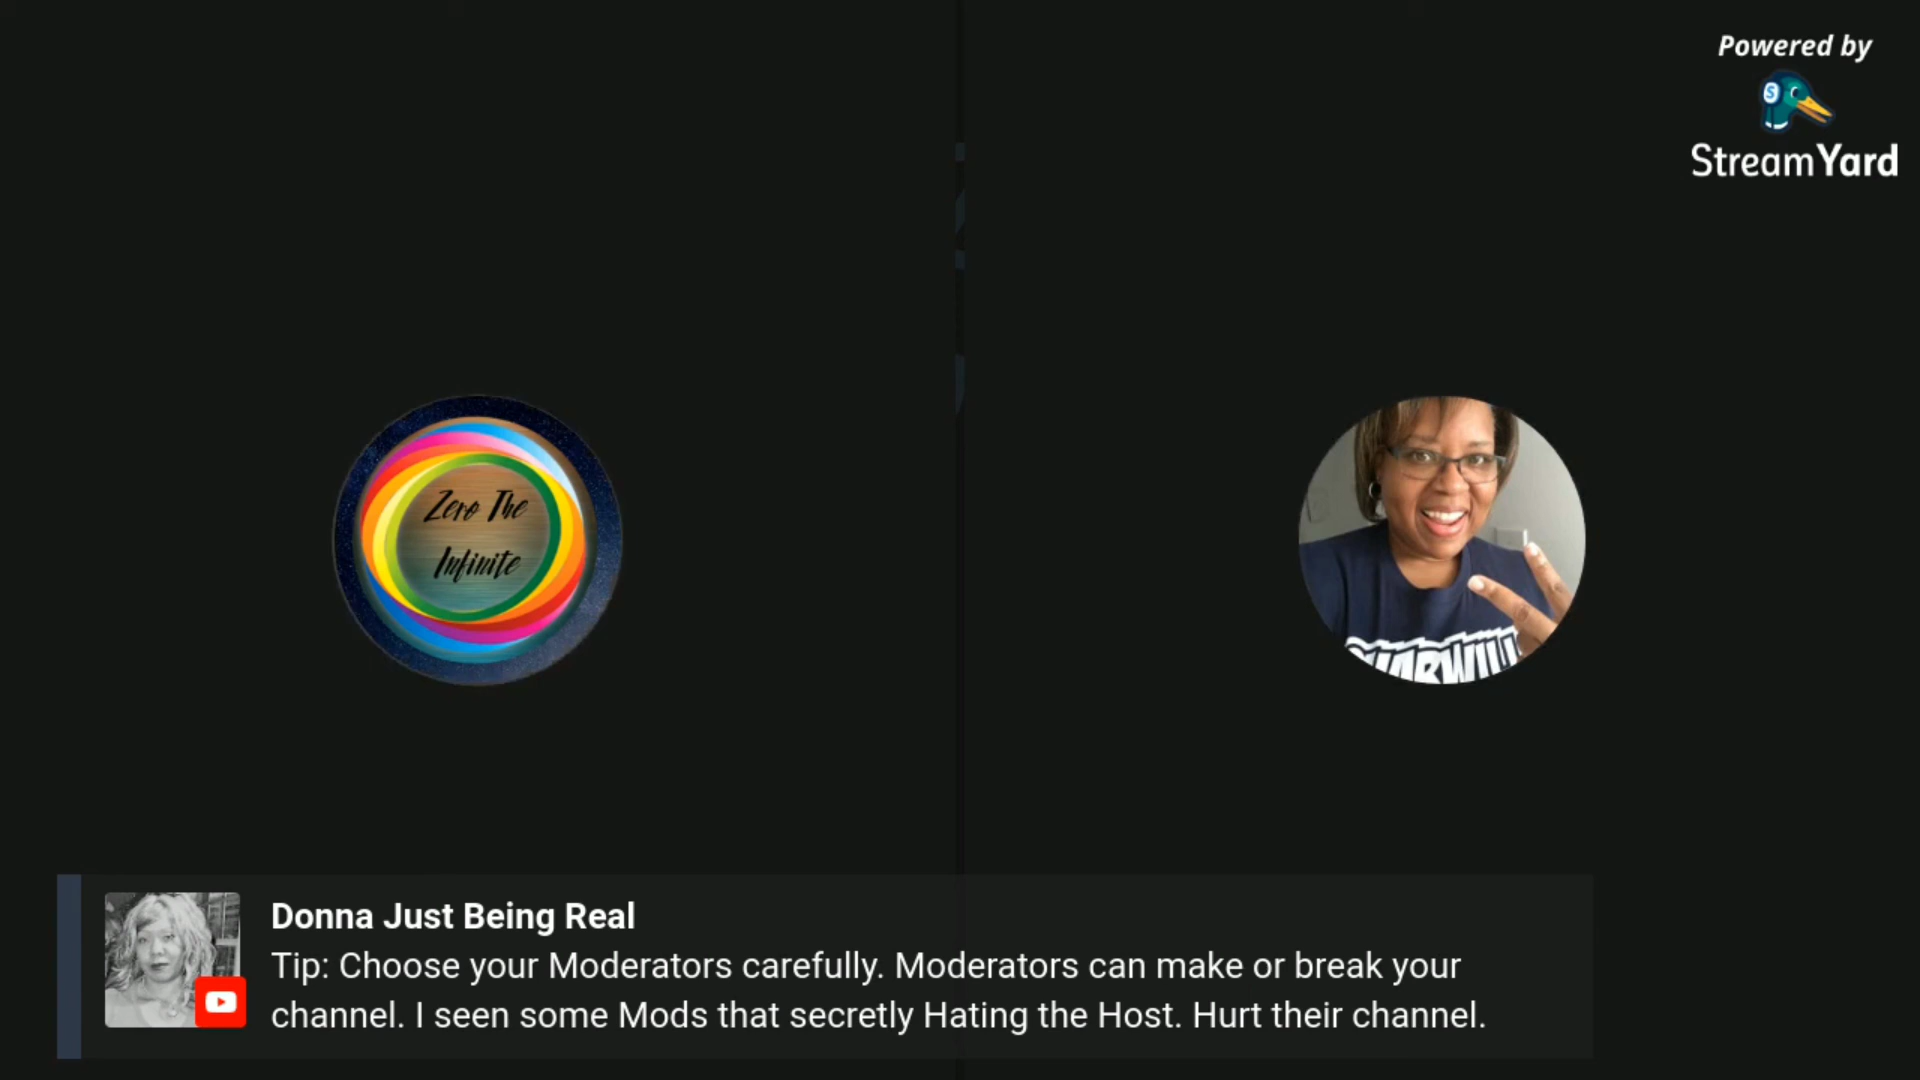 Powered by
S
StreamYard
Zero The
Infinite
Donna Just Being Real
Tip: Choose your Moderators carefully. Moderators can make or break your
channel. I seen some Mods that secretly Hating the Host. Hurt their channel.